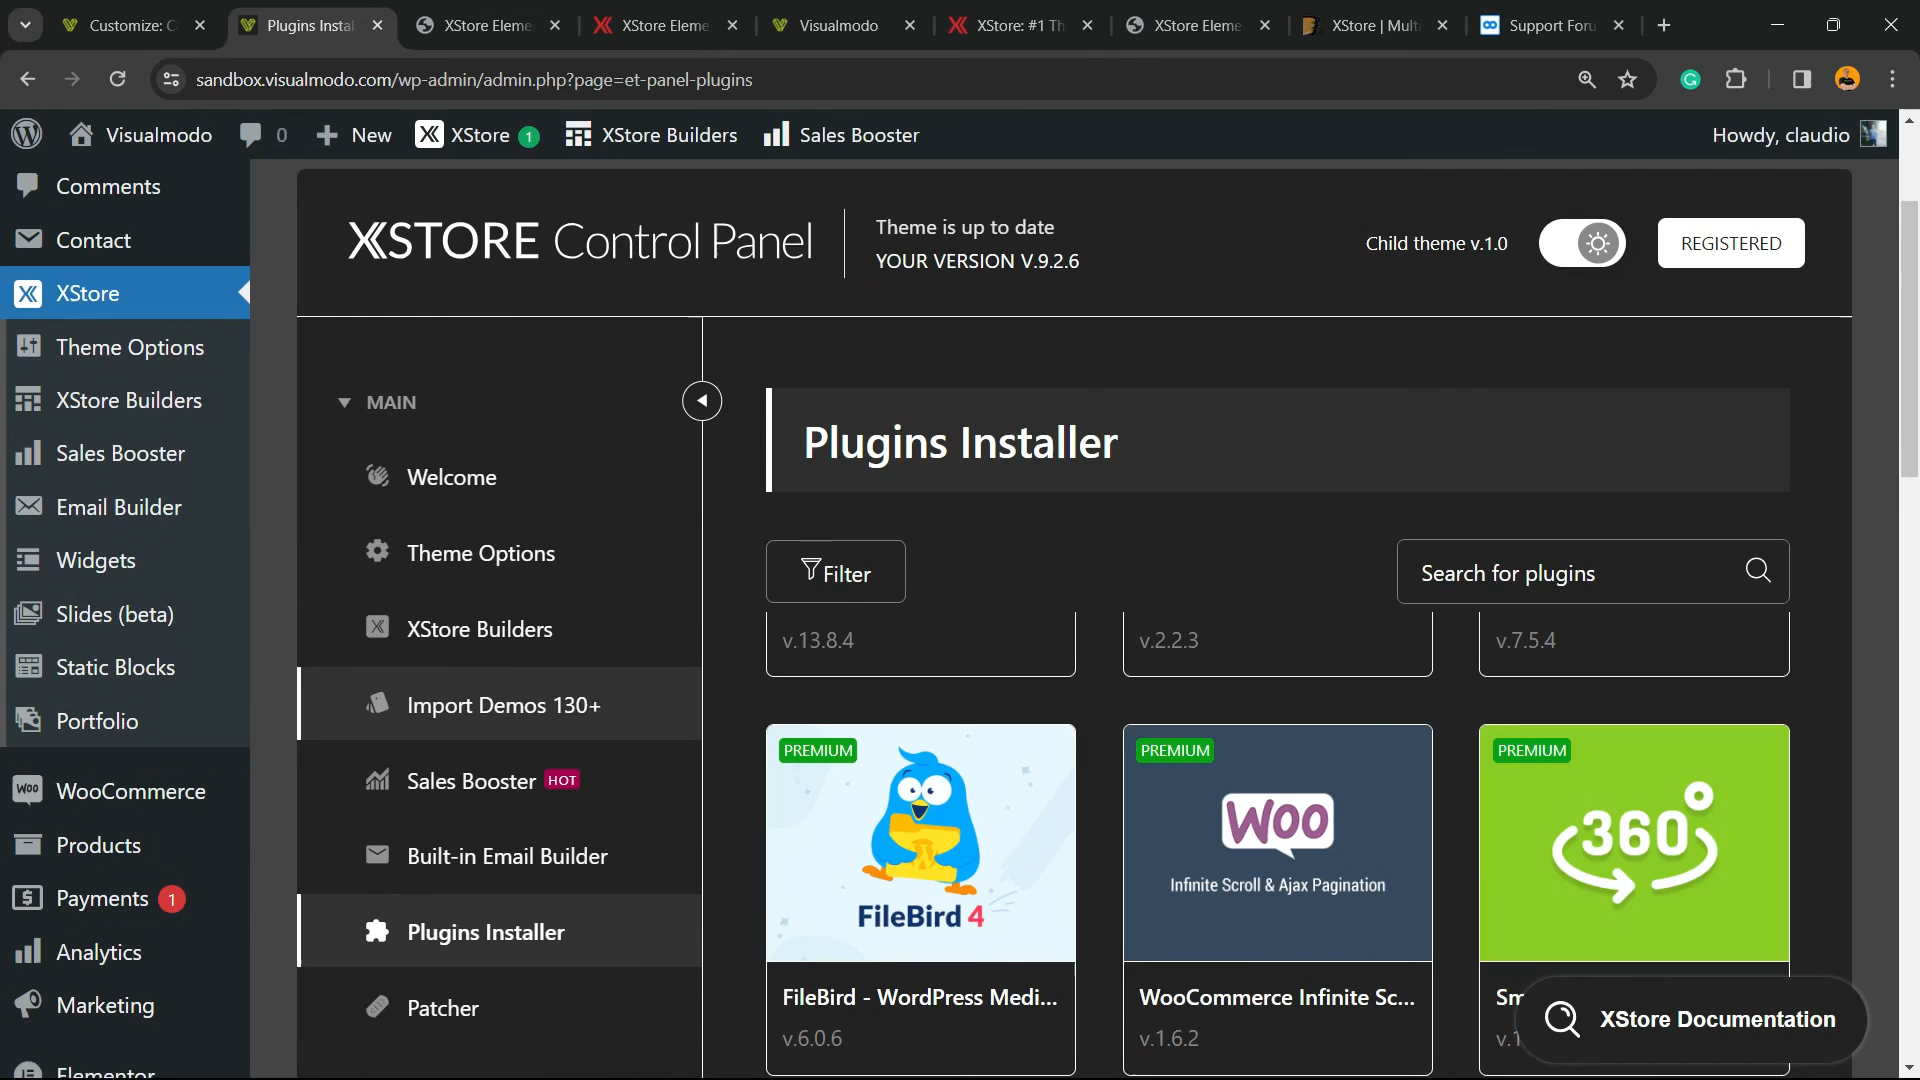 Customize: C
Plugins Instal
XStore Eleme
XStore Eleme
Visualmodo
XStore: #1 Th
XStore Eleme
XStore | Multi
Support Foru
sandbox.visualmodo.com/wp-admin/admin.php?page=et-panel-plugins
Visualmodo
0
New
XStore 1
XStore Builders
Sales Booster
Howdy, claudio
Comments
Contact
XStore
Theme Options
XStore Builders
Sales Booster
Email Builder
Widgets
Slides (beta)
Static Blocks
Portfolio
WooCommerce
Products
Payments 1
Analytics
Marketing
Elementor
XSTORE Control Panel
Theme is up to date
YOUR VERSION V.9.2.6
Child theme v.1.0
REGISTERED
MAIN
Welcome
Theme Options
XStore Builders
Import Demos 130+
Sales Booster HOT
Built-in Email Builder
Plugins Installer
Patcher
Plugins Installer
Filter
Search for plugins
v.13.8.4
v.2.2.3
v.7.5.4
PREMIUM
FileBird 4
FileBird - WordPress Medi...
v.6.0.6
PREMIUM
WOO
Infinite Scroll & Ajax Pagination
WooCommerce Infinite Sc...
v.1.6.2
PREMIUM
360°
Sm
v.1
XStore Documentation